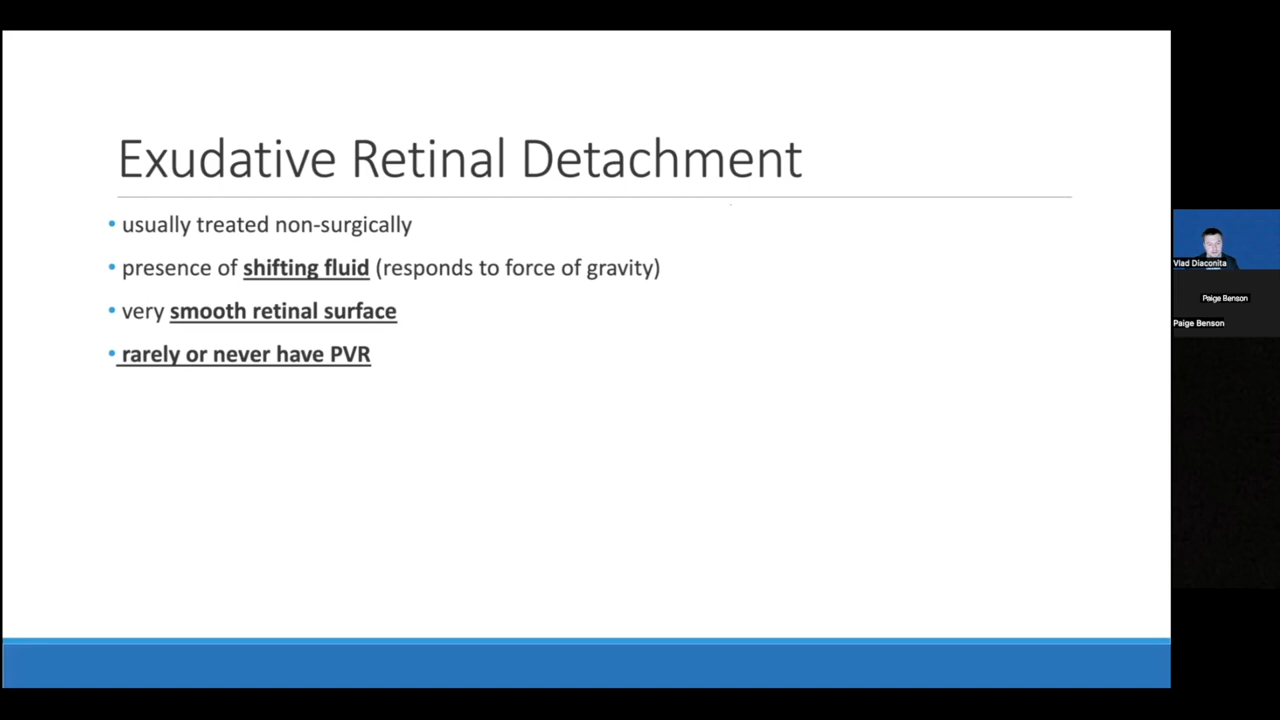 Exudative Retinal Detachment
• usually treated non-surgically
• presence of shifting fluid (responds to force of gravity)
• very smooth retinal surface
• rarely or never have PVR
Vlad Diaconita
Paige Benson
Paige Benson